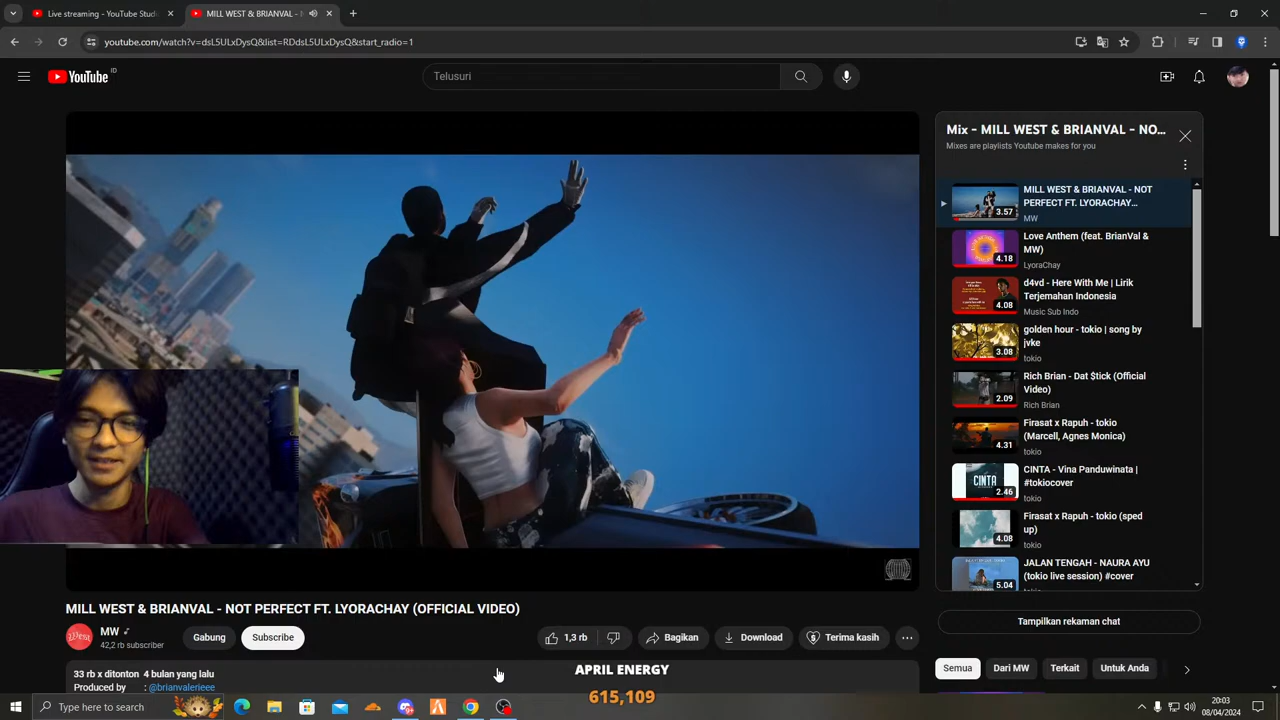 Live streaming - YouTube Stud
MILL WEST & BRIANVAL - N
youtube.com/watch?v=dsL5ULxDysQ&list=RDdsL5ULxDysQ&start_radio=1
YouTube ID
Telusuri
Mix - MILL WEST & BRIANVAL - NO...
Mixes are playlists Youtube makes for you
MILL WEST & BRIANVAL - NOT
PERFECT FT. LYORACHAY...
MW
3.57
Love Anthem (feat. BrianVal &
MW)
LyoraChay
4.18
d4vd - Here With Me | Lirik
Terjemahan Indonesia
Music Sub Indo
4.08
golden hour - tokio | song by
jvke
tokio
3.08
Rich Brian - Dat $tick (Official
Video)
Rich Brian
2.09
Firasat x Rapuh - tokio
(Marcell, Agnes Monica)
tokio
4.31
CINTA - Vina Panduwinata |
#tokiocover
tokio
CINTA
2.46
Firasat x Rapuh - tokio (sped
up)
tokio
4.08
JALAN TENGAH - NAURA AYU
(tokio live session) #cover
5.04
Tampilkan rekaman chat
MILL WEST & BRIANVAL - NOT PERFECT FT. LYORACHAY (OFFICIAL VIDEO)
West
MW
42,2 rb subscriber
Gabung
Subscribe
1,3 rb
Bagikan
Download
Terima kasih
Semua
Dari MW
Terkait
Untuk Anda
33 rb x ditonton 4 bulan yang lalu
Produced by : @brianvalerieee
APRIL ENERGY
615,109
Type here to search
20:03
08/04/2024